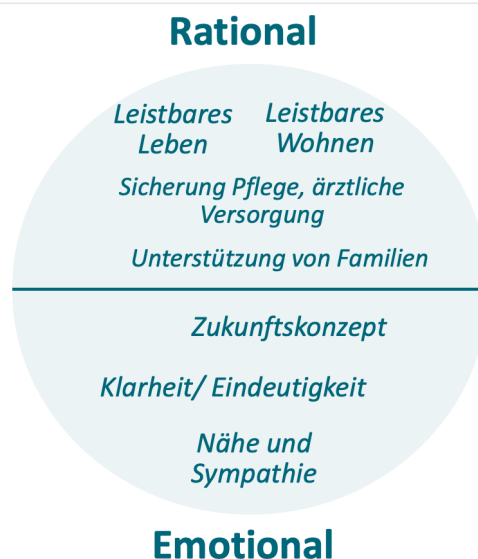 Rational
Leistbares Leben
Leistbares Wohnen
Sicherung Pflege, ärztliche
Versorgung
Unterstützung von Familien
Zukunftskonzept
Klarheit/ Eindeutigkeit
Nähe und
Sympathie
Emotional